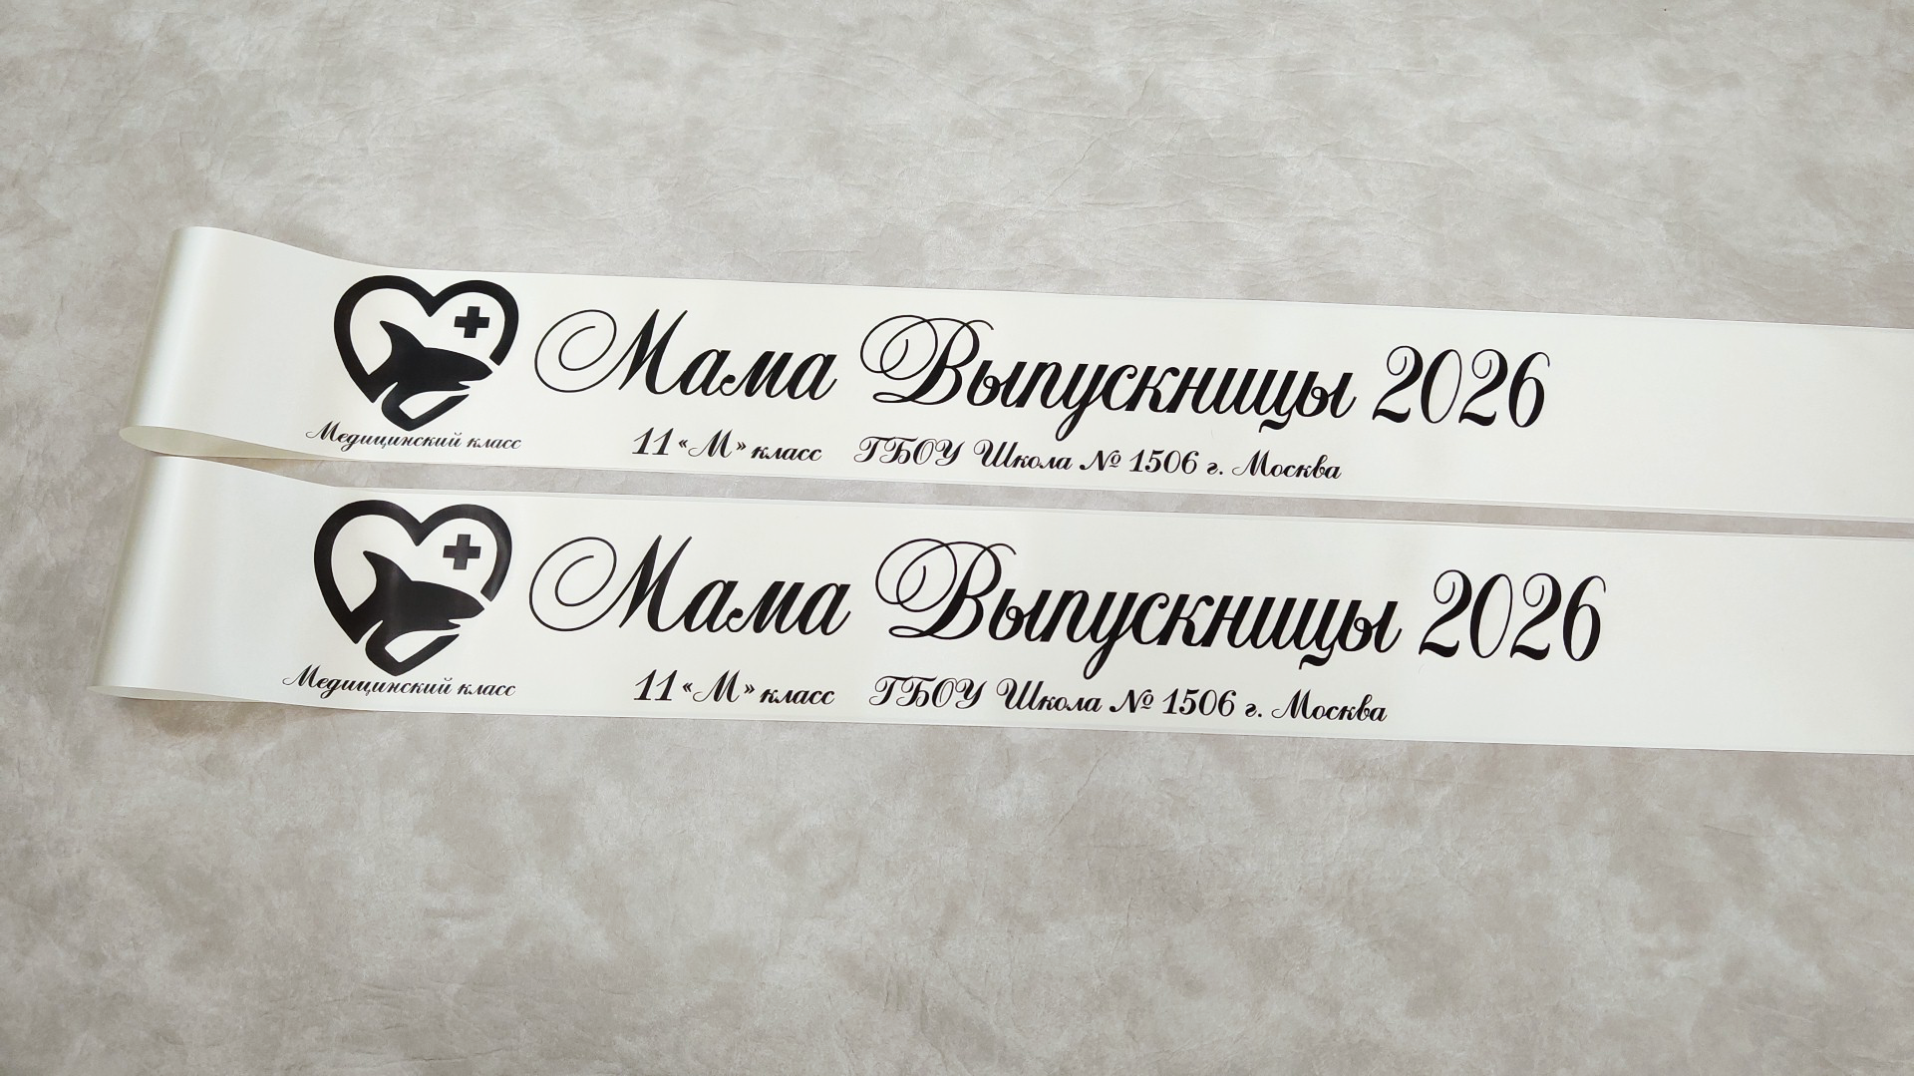 Мама Выпускницы 2026
Медицинский класс
11 «М» класс ГБОУ Школа № 1506 г. Москва
Мама Выпускницы 2026
Медицинский класс
11 «М» класс ГБОУ Школа № 1506 г. Москва